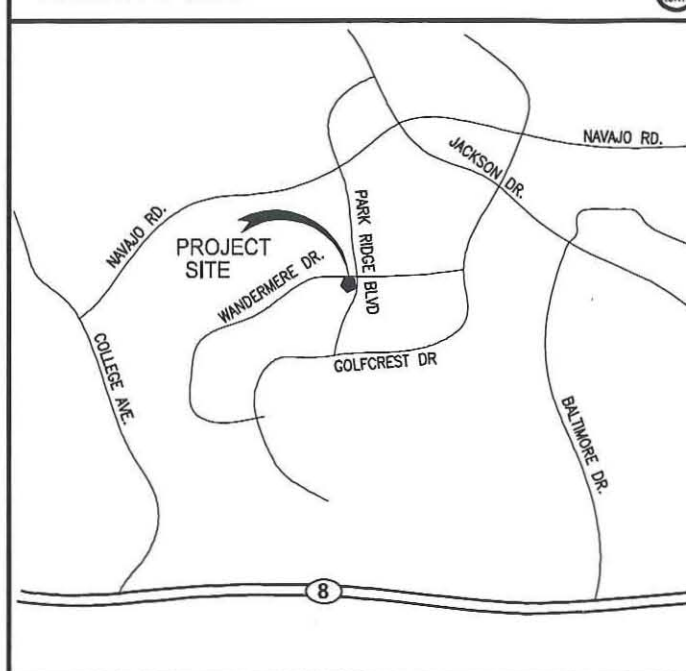 NAVAJO RD.
JACKSON DR.
NAVAJO RD.
PARK RIDGE BLVD
PROJECT
SITE
WANDERMERE DR.
COLLEGE AVE.
GOLFCREST DR
BALTIMORE DR.
8